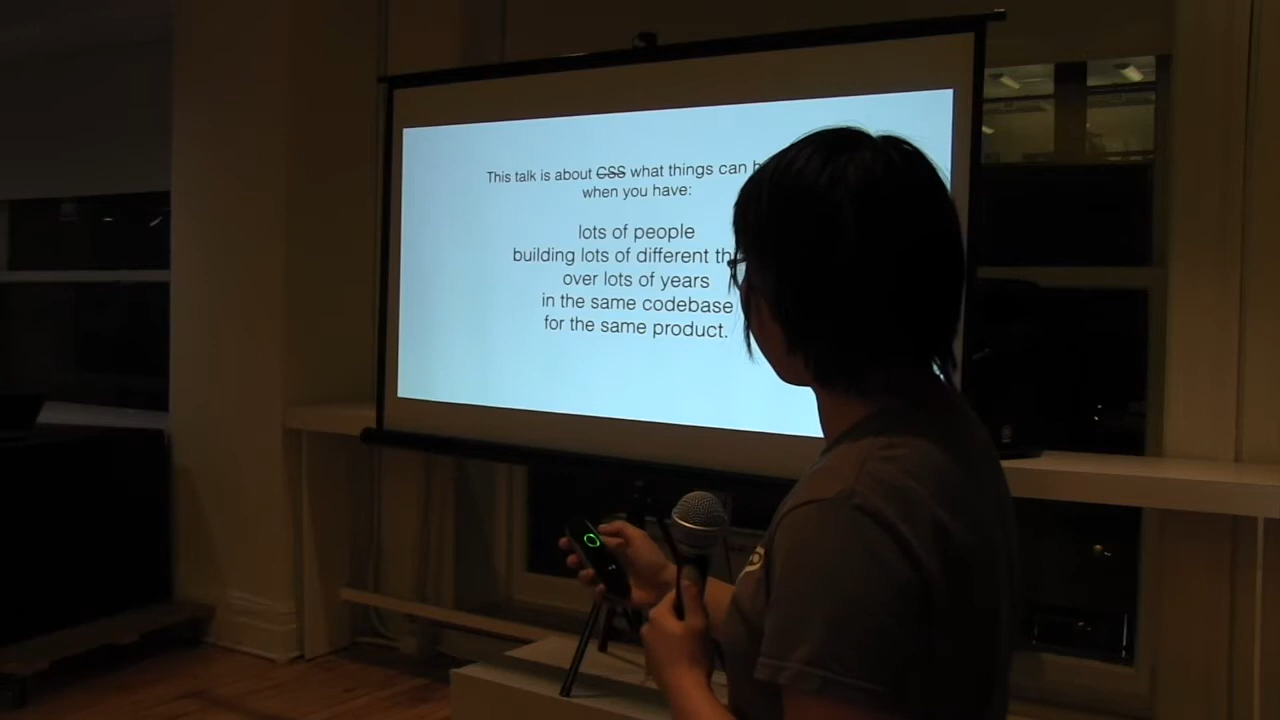 This talk is about CSS what things can
when you have:
lots of people
building lots of different
over lots of years
in the same codebase
for the same product.